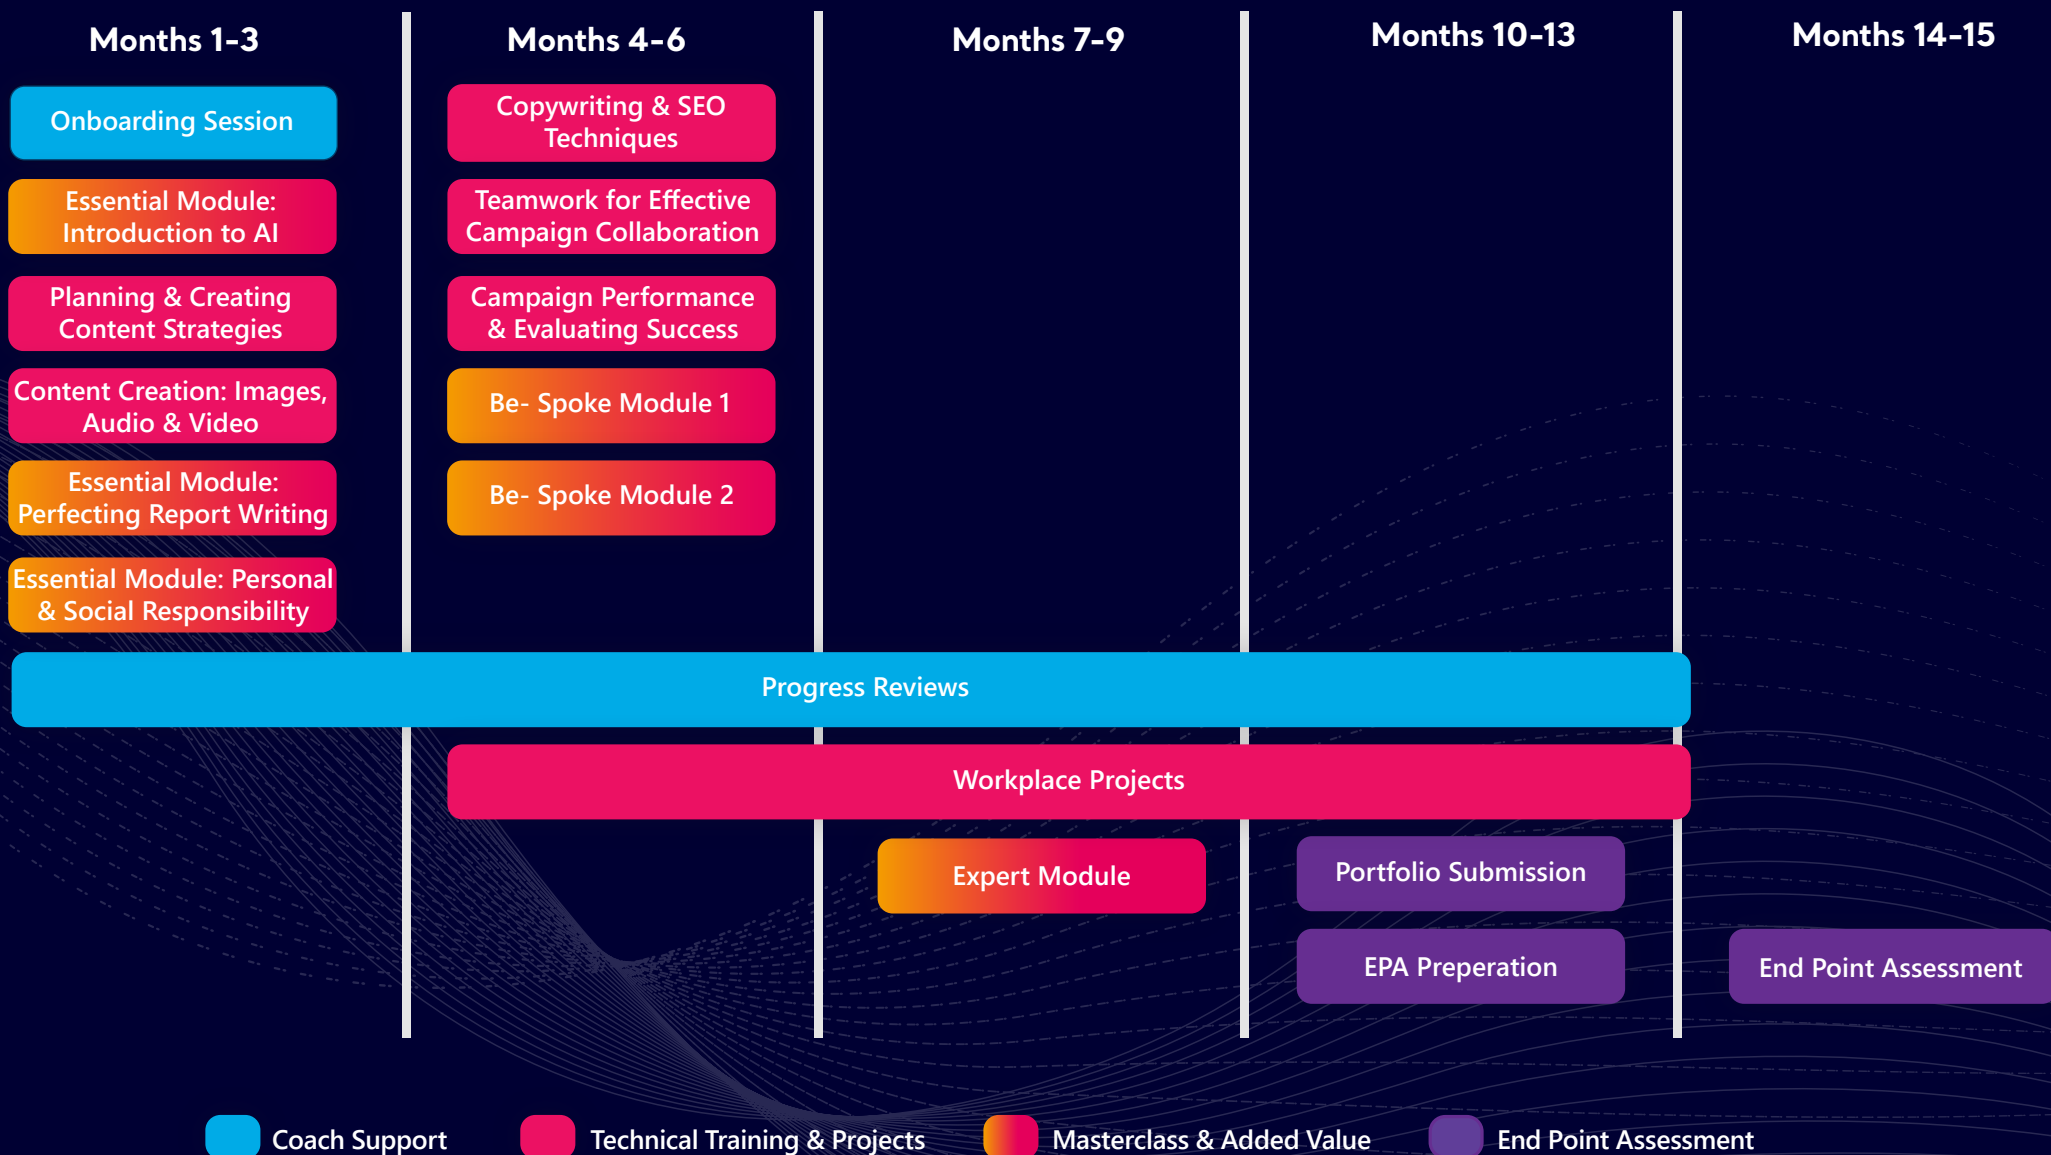 Months 1-3
Onboarding Session
Essential Module:
Introduction to AI
Planning & Creating
Content Strategies
Content Creation: Images,
Audio & Video
Essential Module:
Perfecting Report Writing
Essential Module: Personal
& Social Responsibility
Months 4-6
Copywriting & SEO
Techniques
Teamwork for Effective
Campaign Collaboration
Campaign Performance
& Evaluating Success
Be- Spoke Module 1
Be- Spoke Module 2
Months 7-9
Months 10-13
Months 14-15
Progress Reviews
Workplace Projects
Expert Module
Portfolio Submission
EPA Preperation
End Point Assessment
Coach Support
Technical Training & Projects
Masterclass & Added Value
End Point Assessment